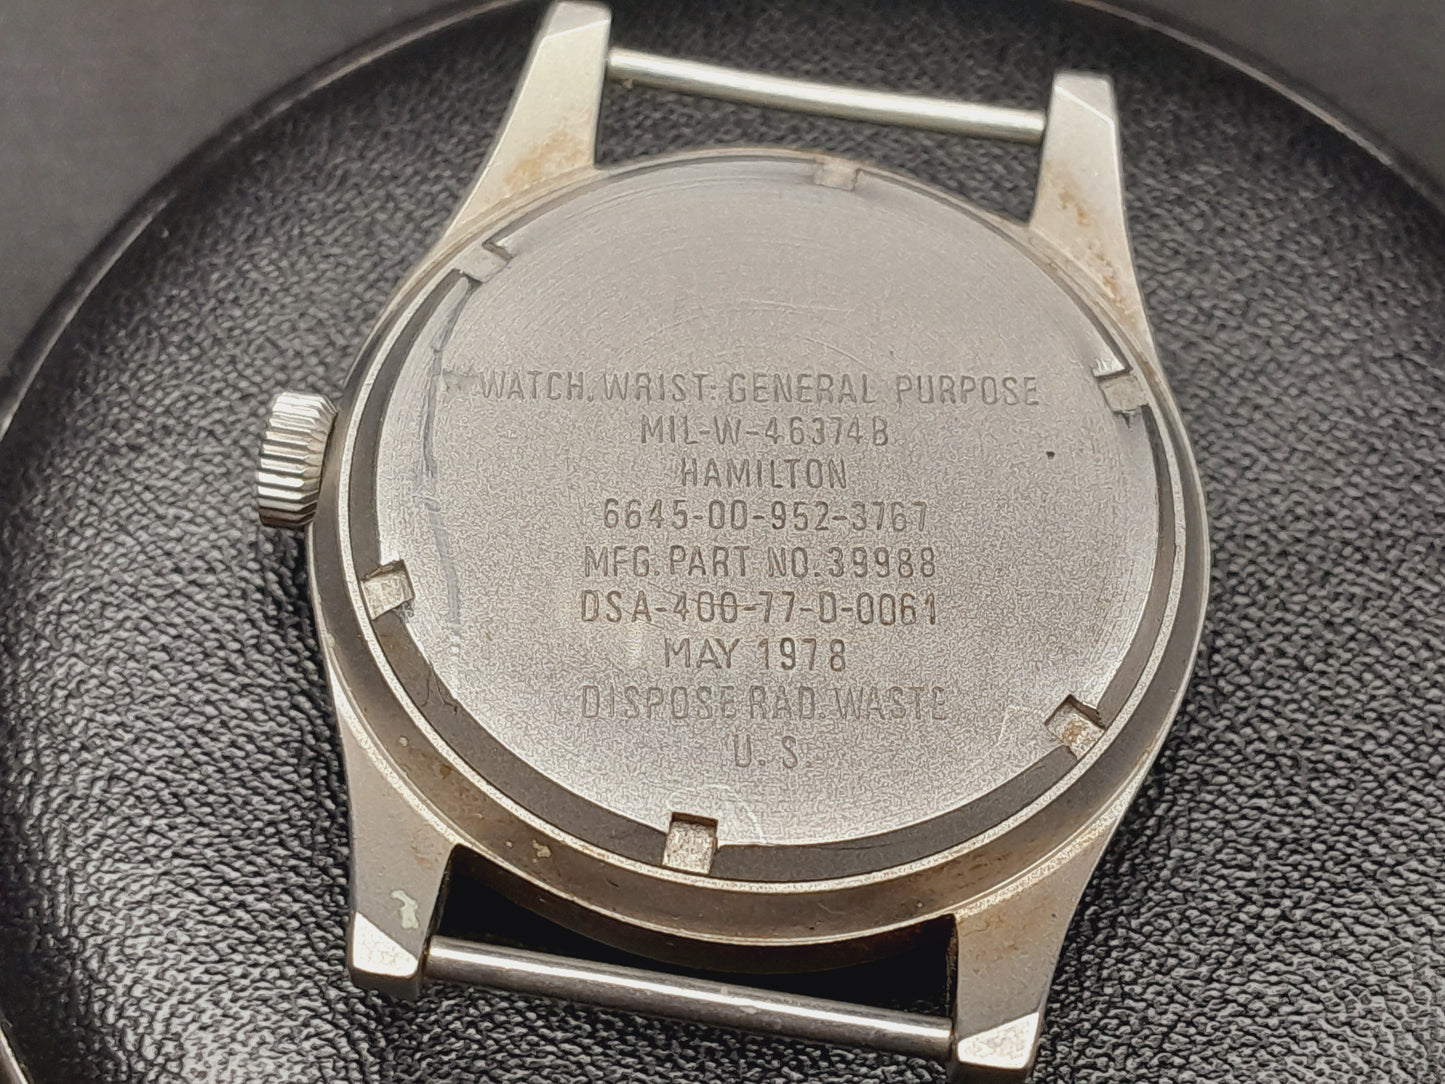 WATCH, WRIST: GENERAL PURPOSE
MIL-W-46374B
HAMILTON
6645-00-952-3767
MFG. PART NO. 39988
DSA-400-77-D-0061
MAY 1978
DISPOSE RAD. WASTE
U. S.